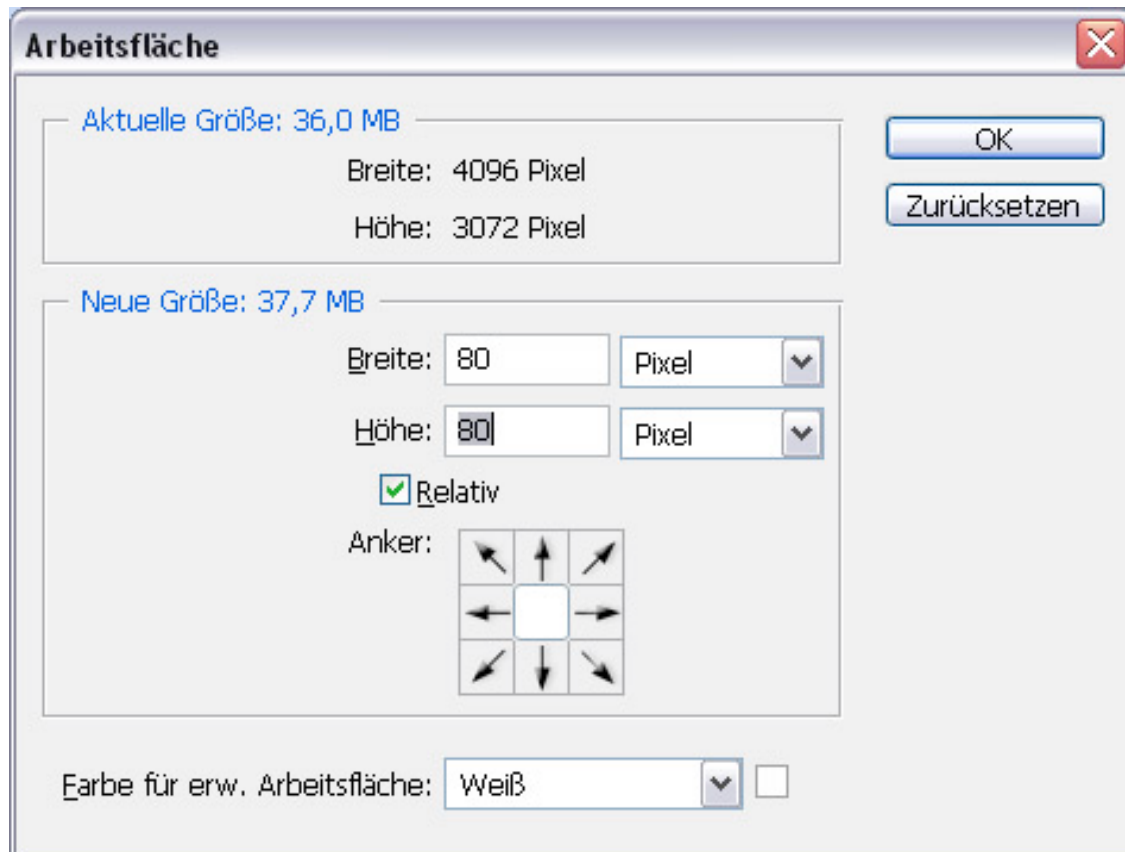 Arbeitsfläche
Aktuelle Größe: 36,0 MB
OK
Breite: 4096 Pixel
Zurücksetzen
Höhe: 3072 Pixel
Neue Größe: 37,7 MB
Breite: 80 Pixel
Höhe: 80 Pixel
Relativ
Anker:
Farbe für erw. Arbeitsfläche: Weiß